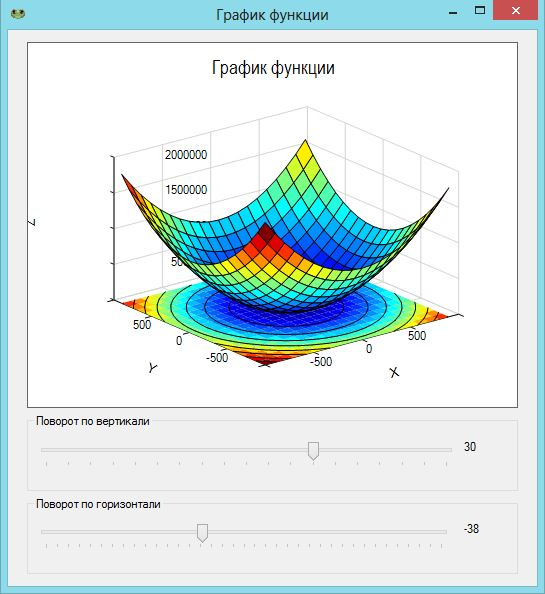 График функции
График функции
2000000
1500000
Z
500
0
-500
Y
-500
0
500
X
Поворот по вертикали
30
Поворот по горизонтали
-38